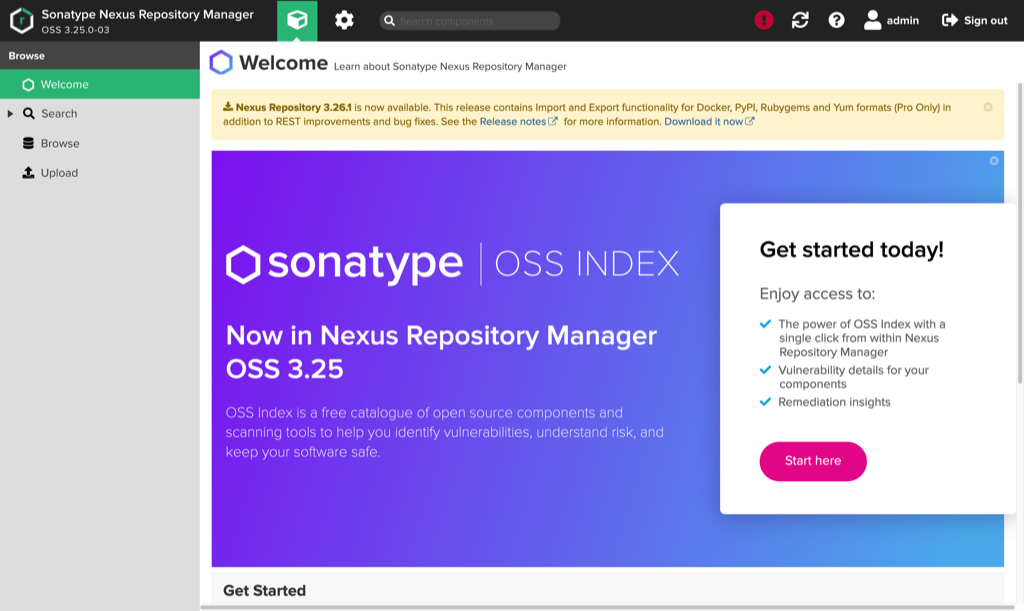 Sonatype Nexus Repository Manager
OSS 3.25.0-03
Search components
admin
Sign out
Browse
Welcome
Search
Browse
Upload
Welcome Learn about Sonatype Nexus Repository Manager
Nexus Repository 3.26.1 is now available. This release contains Import and Export functionality for Docker, PyPI, Rubygems and Yum formats (Pro Only) in
addition to REST improvements and bug fixes. See the Release notes for more information. Download it now
sonatype OSS INDEX
Now in Nexus Repository Manager
OSS 3.25
OSS Index is a free catalogue of open source components and
scanning tools to help you identify vulnerabilities, understand risk, and
keep your software safe.
Get started today!
Enjoy access to:
The power of OSS Index with a
single click from within Nexus
Repository Manager
Vulnerability details for your
components
Remediation insights
Start here
Get Started